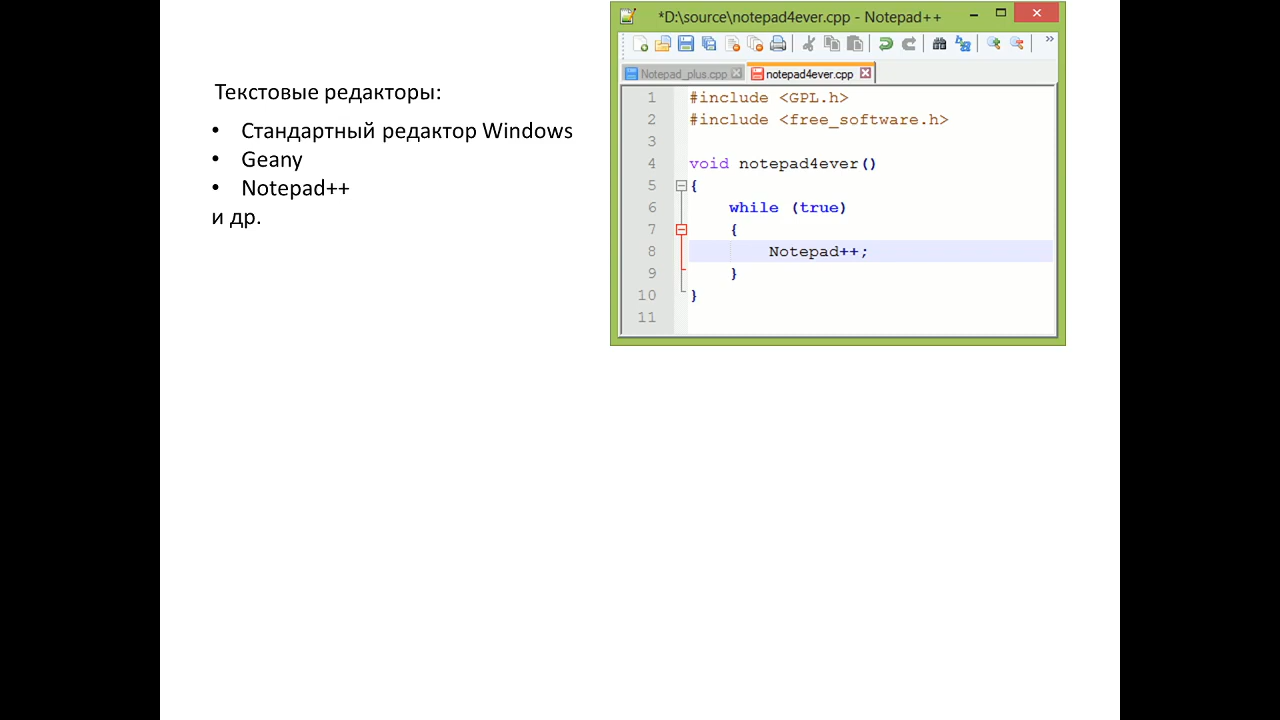 Текстовые редакторы:
• Стандартный редактор Windows
• Geany
• Notepad++
и др.
*D:\source\notepad4ever.cpp - Notepad++
Notepad_plus.cpp notepad4ever.cpp
1 #include <GPL.h>
2 #include <free_software.h>
3
4 void notepad4ever()
5 {
6 while (true)
7 {
8 Notepad++;
9 }
10 }
11